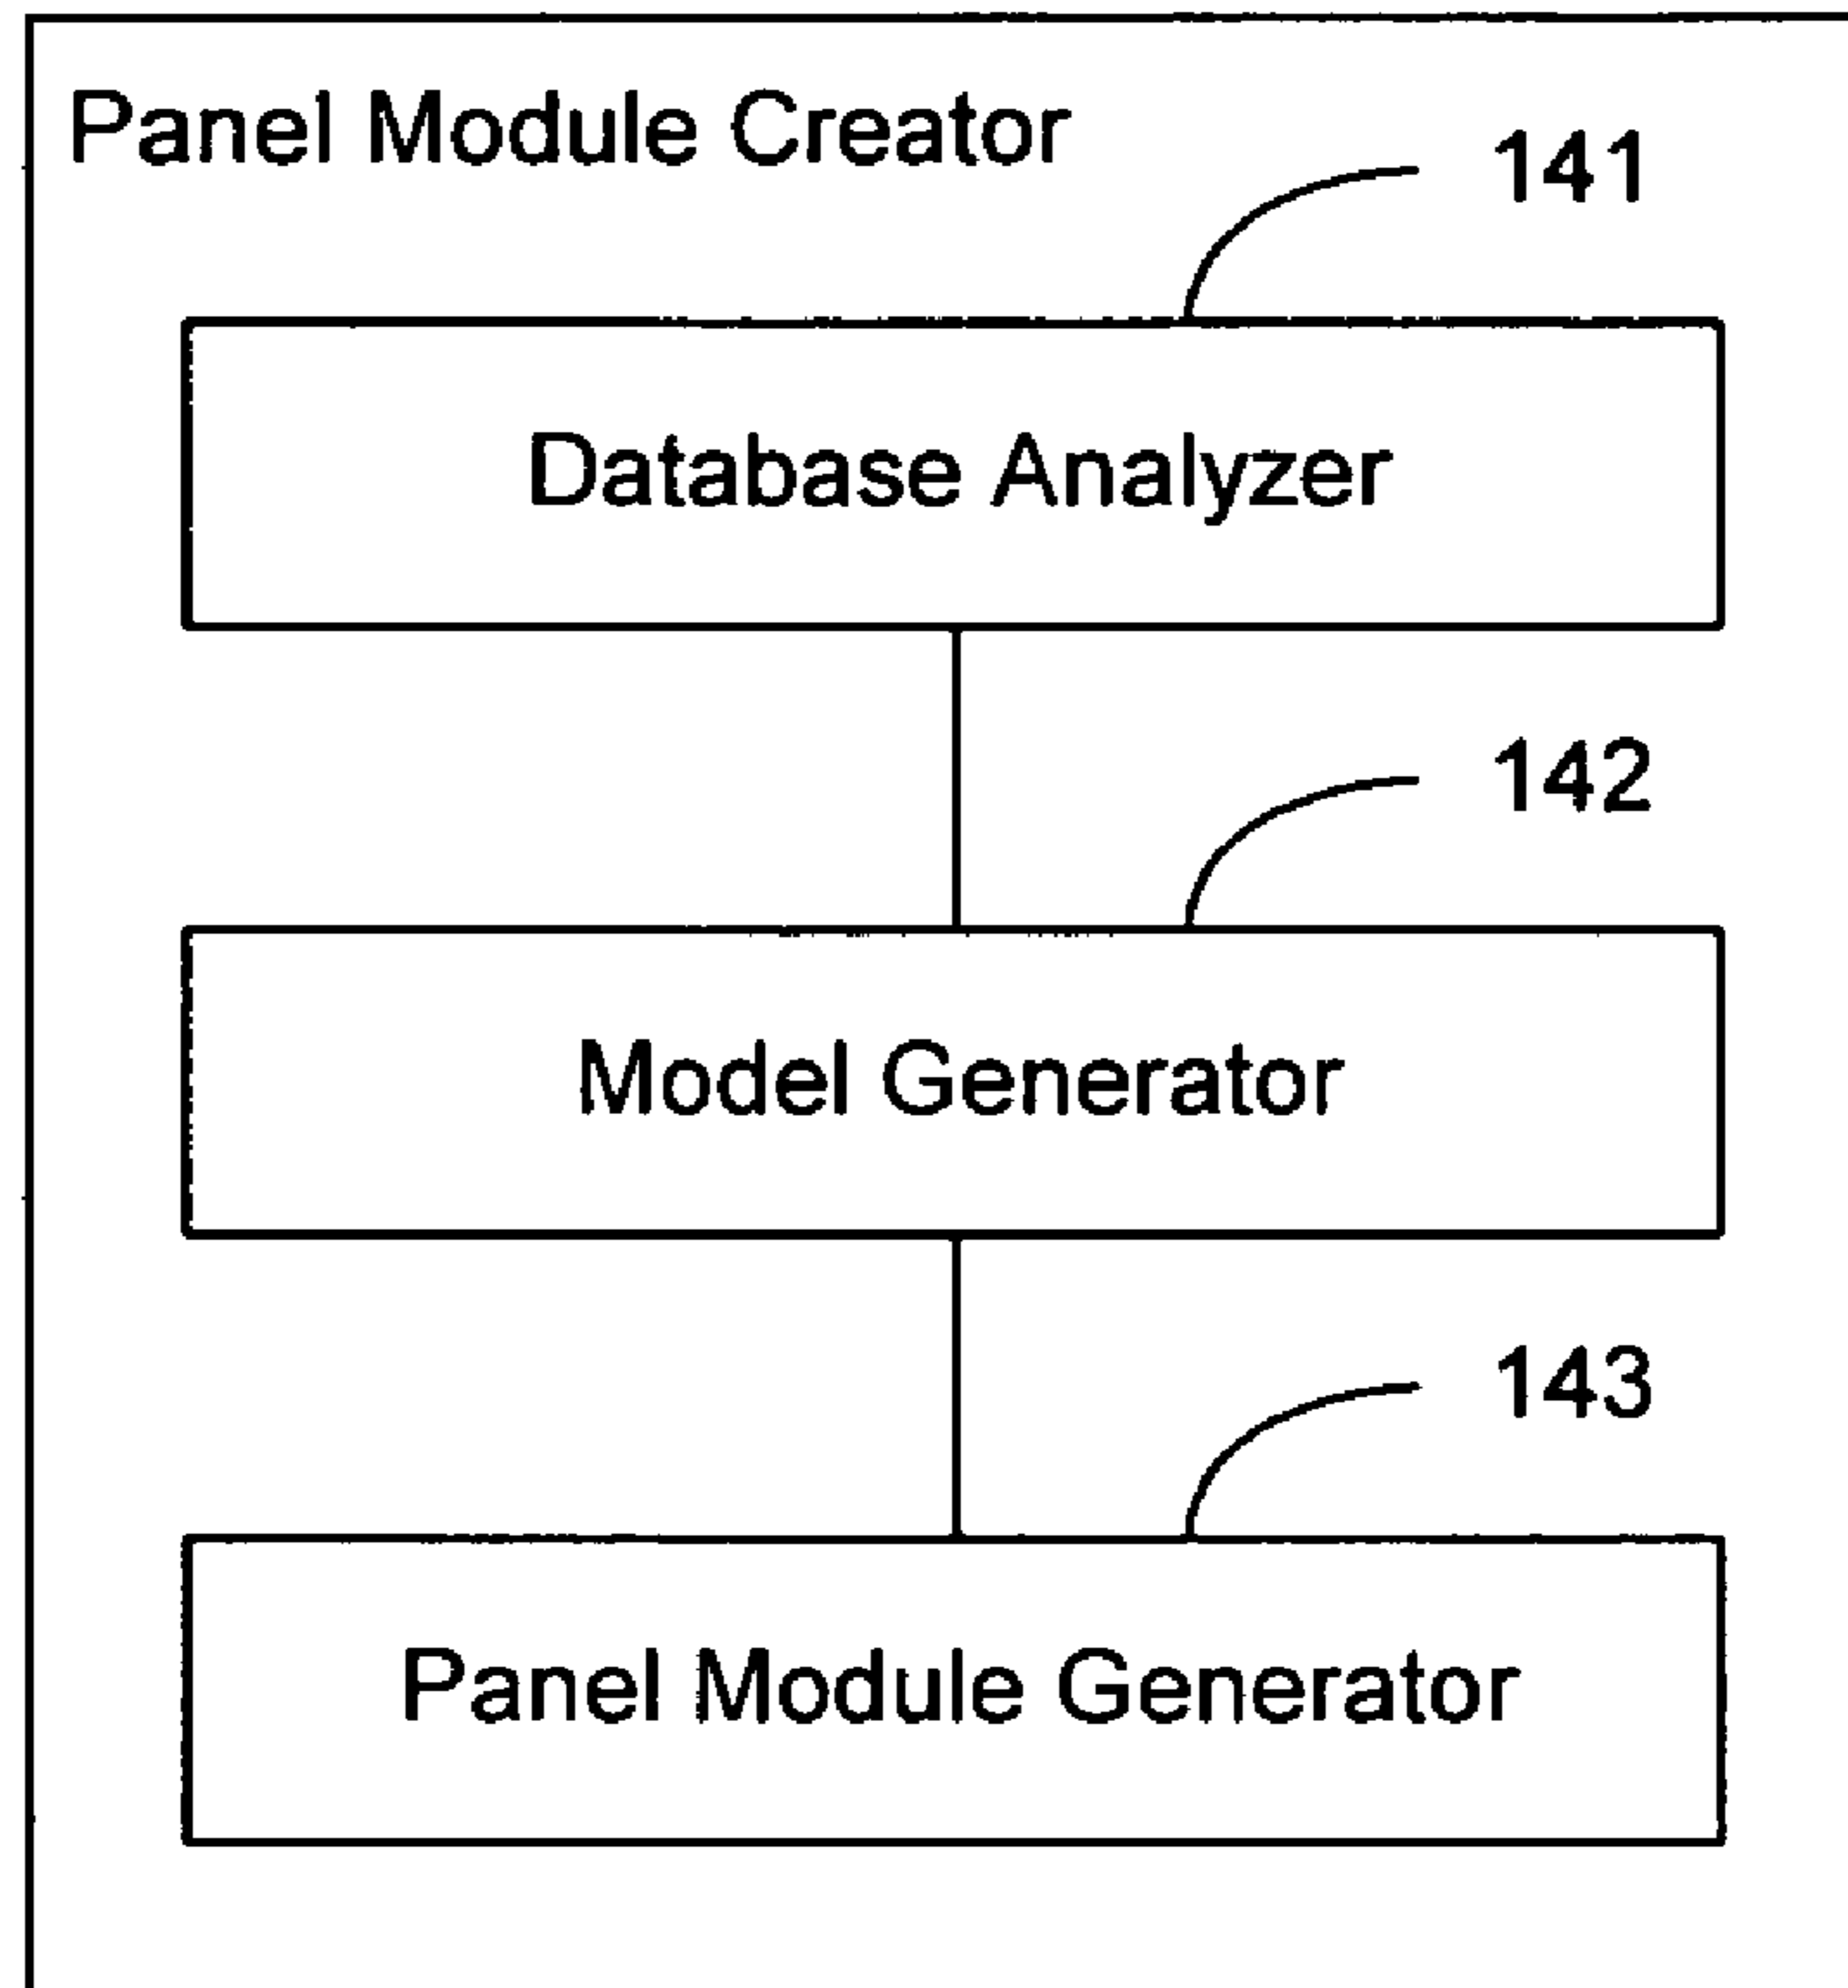 Panel Module Creator
141
Database Analyzer
142
Model Generator
143
Panel Module Generator